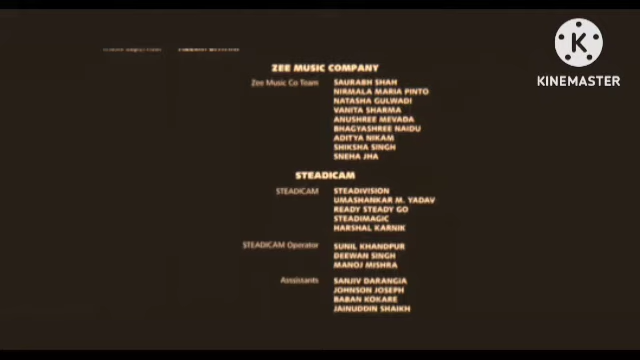 KINEMASTER
ZEE MUSIC COMPANY
Zee Music Co Team SAURABH SHAH
NIRMALA MARIA PINTO
NATASHA GULWADI
VANITA SHARMA
ANUSHREE MEVADA
BHAGYASHREE NAIDU
ADITYA NIKAM
SHIKSHA SINGH
SNEHA JHA
STEADICAM
STEADICAM STEADIVISION
UMASHANKAR M. YADAV
READY STEADY GO
STEADIMAGIC
HARSHAL KARNIK
STEADICAM Operator SUNIL KHANDPUR
DEEWAN SINGH
MANOJ MISHRA
Asssistants SANJIV DARANGIA
JOHNSON JOSEPH
BABAN KOKARE
JAINUDDIN SHAIKH